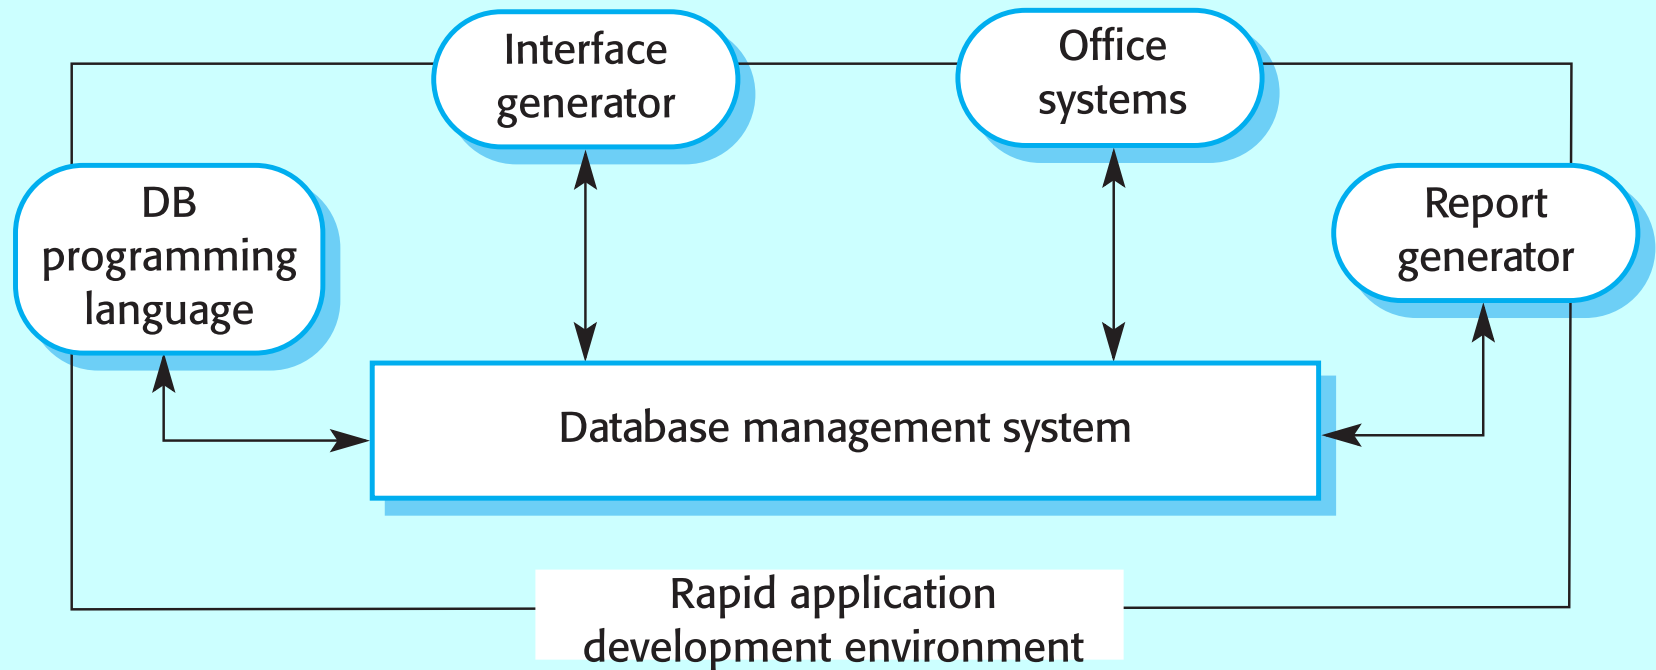 Interface
generator
Office
systems
DB
programming
language
Report
generator
Database management system
Rapid application
development environment